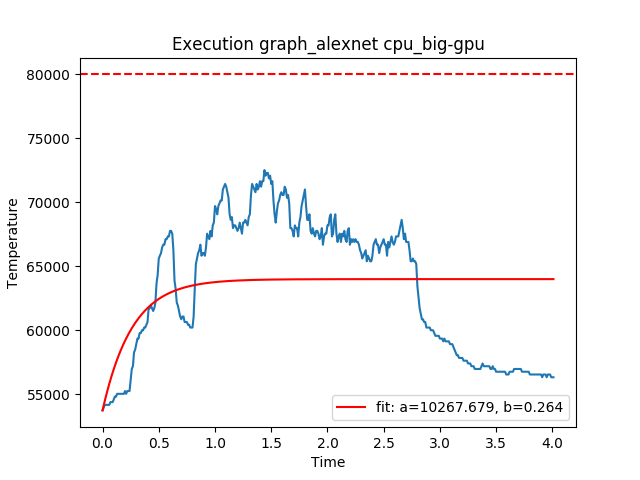 Execution graph_alexnet cpu_big-gpu
80000
75000
70000
65000
60000
55000
Temperature
fit: a=10267.679, b=0.264
0.0 0.5 1.0 1.5 2.0 2.5 3.0 3.5 4.0
Time